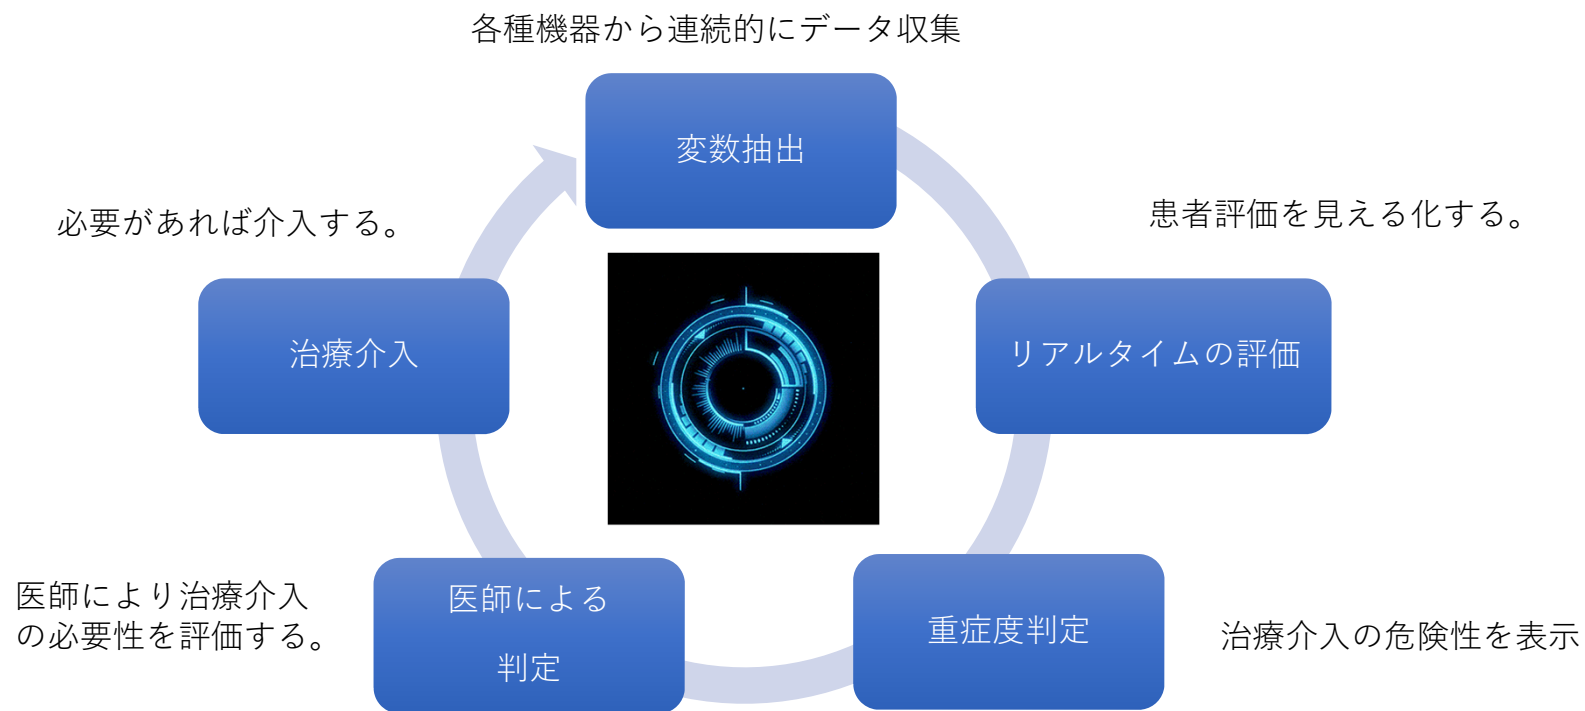 各種機器から連続的にデータ収集
変数抽出
患者評価を見える化する。
リアルタイムの評価
重症度判定
治療介入の危険性を表示
医師による
判定
医師により治療介入
の必要性を評価する。
治療介入
必要があれば介入する。